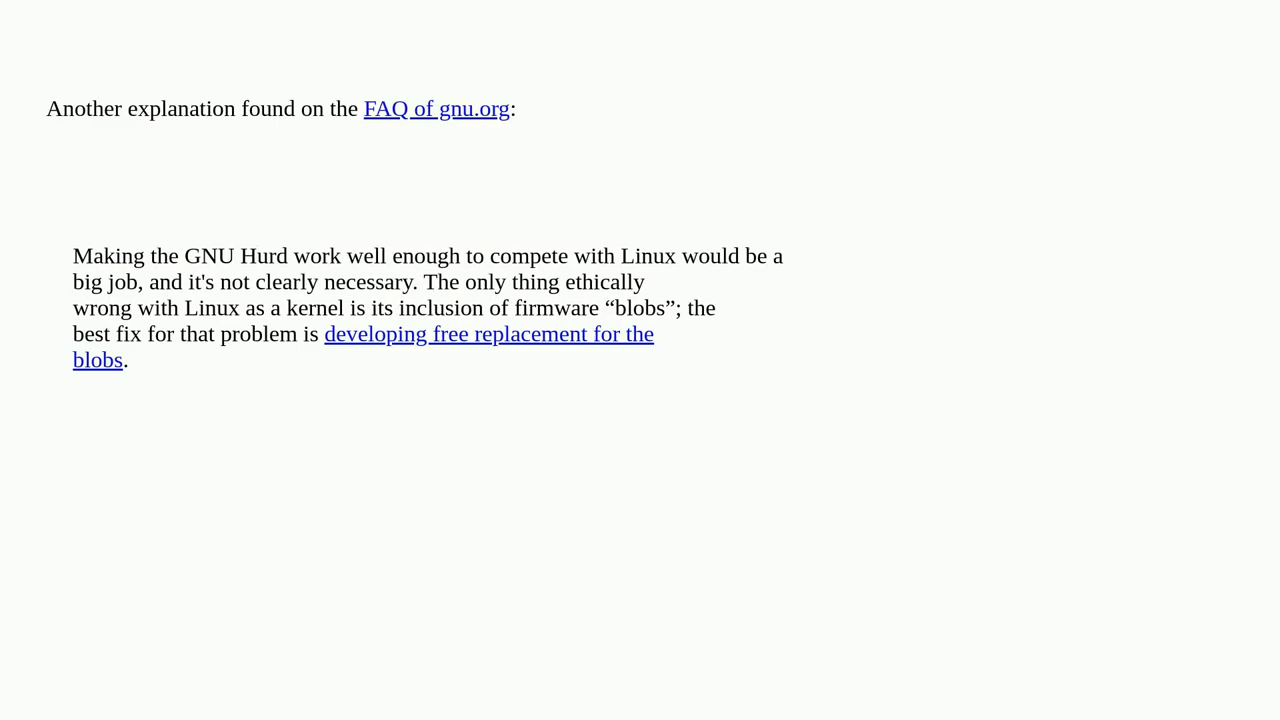 Another explanation found on the FAQ of gnu.org:
Making the GNU Hurd work well enough to compete with Linux would be a
big job, and it's not clearly necessary. The only thing ethically
wrong with Linux as a kernel is its inclusion of firmware “blobs”; the
best fix for that problem is developing free replacement for the
blobs.